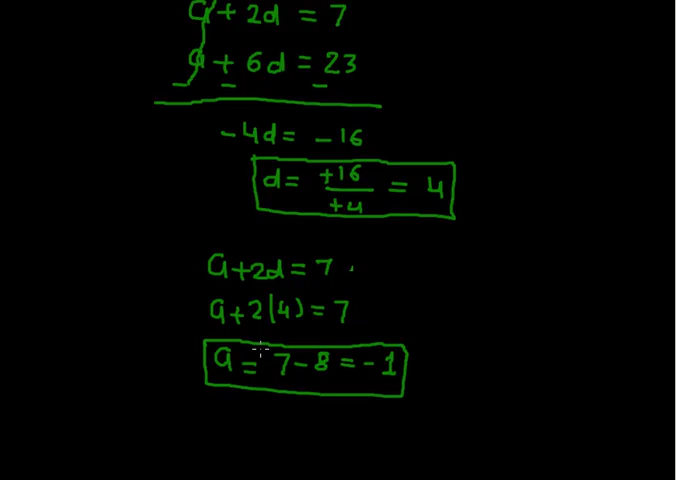 a + 2d = 7
a + 6d = 23
- - -
-4d = -16
d = +16/+4 = 4
a+2d = 7 .
a+2(4) = 7
a = 7-8 = -1